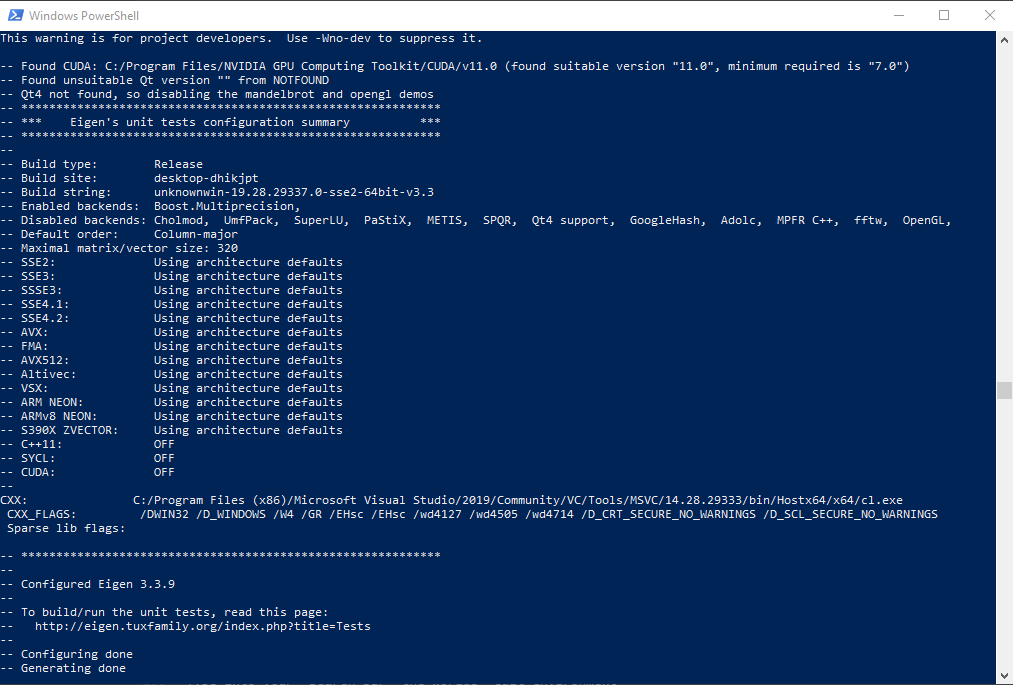 Windows PowerShell
This warning is for project developers.  Use -Wno-dev to suppress it.
-- Found CUDA: C:/Program Files/NVIDIA GPU Computing Toolkit/CUDA/v11.0 (found suitable version "11.0", minimum required is "7.0")
-- Found unsuitable Qt version "" from NOTFOUND
-- Qt4 not found, so disabling the mandelbrot and opengl demos
-- ************************************************************
-- ***    Eigen's unit tests configuration summary          ***
-- ************************************************************
--
-- Build type:        Release
-- Build site:        desktop-dhikjpt
-- Build string:      unknownwin-19.28.29337.0-sse2-64bit-v3.3
-- Enabled backends:  Boost.Multiprecision,
-- Disabled backends: Cholmod,  UmfPack,  SuperLU,  PaStiX,  METIS,  SPQR,  Qt4 support,  GoogleHash,  Adolc,  MPFR C++,  fftw,  OpenGL,
-- Default order:     Column-major
-- Maximal matrix/vector size: 320
-- SSE2:              Using architecture defaults
-- SSE3:              Using architecture defaults
-- SSSE3:             Using architecture defaults
-- SSE4.1:            Using architecture defaults
-- SSE4.2:            Using architecture defaults
-- AVX:               Using architecture defaults
-- FMA:               Using architecture defaults
-- AVX512:            Using architecture defaults
-- Altivec:           Using architecture defaults
-- VSX:               Using architecture defaults
-- ARM NEON:          Using architecture defaults
-- ARMv8 NEON:        Using architecture defaults
-- S390X ZVECTOR:     Using architecture defaults
-- C++11:             OFF
-- SYCL:              OFF
-- CUDA:              OFF
--
CXX:               C:/Program Files (x86)/Microsoft Visual Studio/2019/Community/VC/Tools/MSVC/14.28.29333/bin/Hostx64/x64/cl.exe
 CXX_FLAGS:         /DWIN32 /D_WINDOWS /W4 /GR /EHsc /EHsc /wd4127 /wd4505 /wd4714 /D_CRT_SECURE_NO_WARNINGS /D_SCL_SECURE_NO_WARNINGS
 Sparse lib flags:
-- ************************************************************
--
-- Configured Eigen 3.3.9
--
-- To build/run the unit tests, read this page:
--   http://eigen.tuxfamily.org/index.php?title=Tests
--
-- Configuring done
-- Generating done